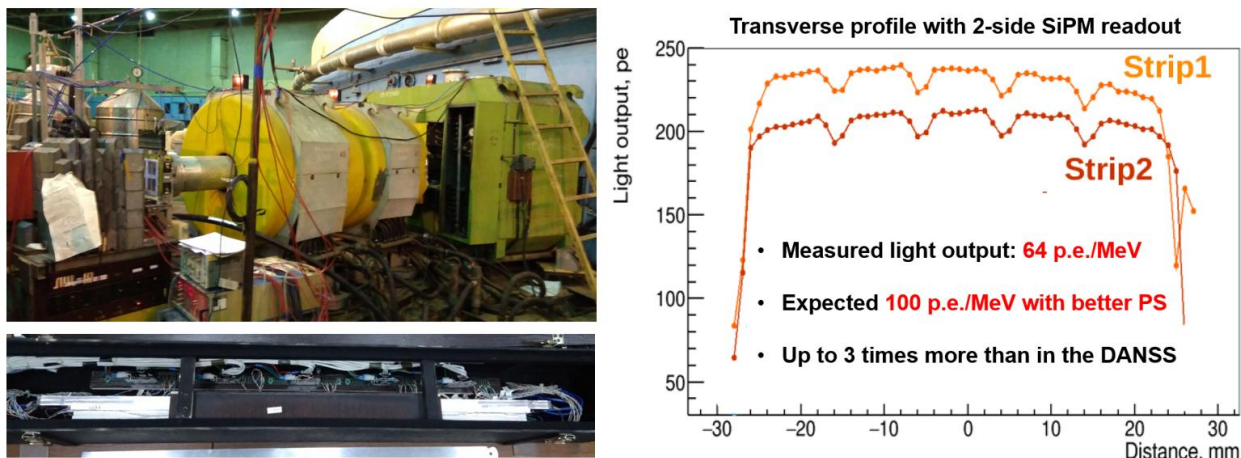 Transverse profile with 2-side SiPM readout
Light output, pe
250
200
150
100
50
Strip1
Strip2
• Measured light output: 64 p.e./MeV
• Expected 100 p.e./MeV with better PS
• Up to 3 times more than in the DANSS
−30 −20 −10 0 10 20 30
Distance, mm